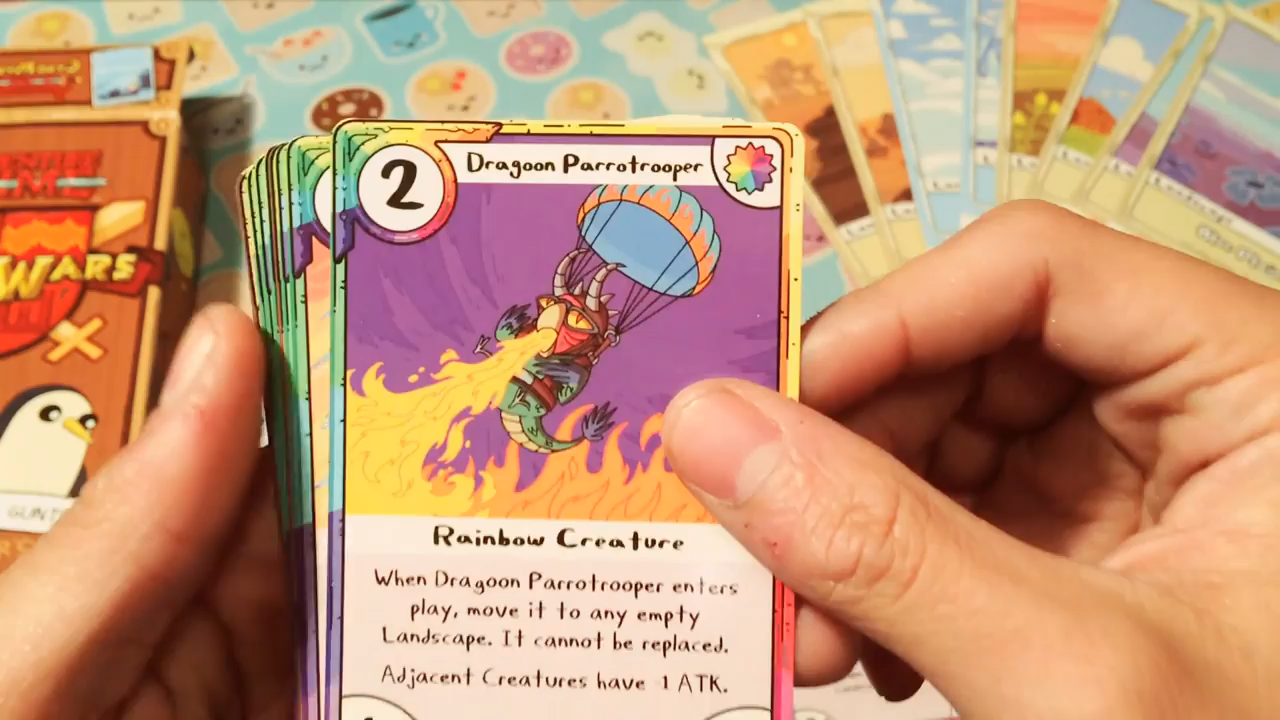 WARS
2
Dragoon Parrotrooper
Rainbow Creature
When Dragoon Parrotrooper enters
play, move it to any empty
Landscape. It cannot be replaced.
Adjacent Creatures have 1 ATK.